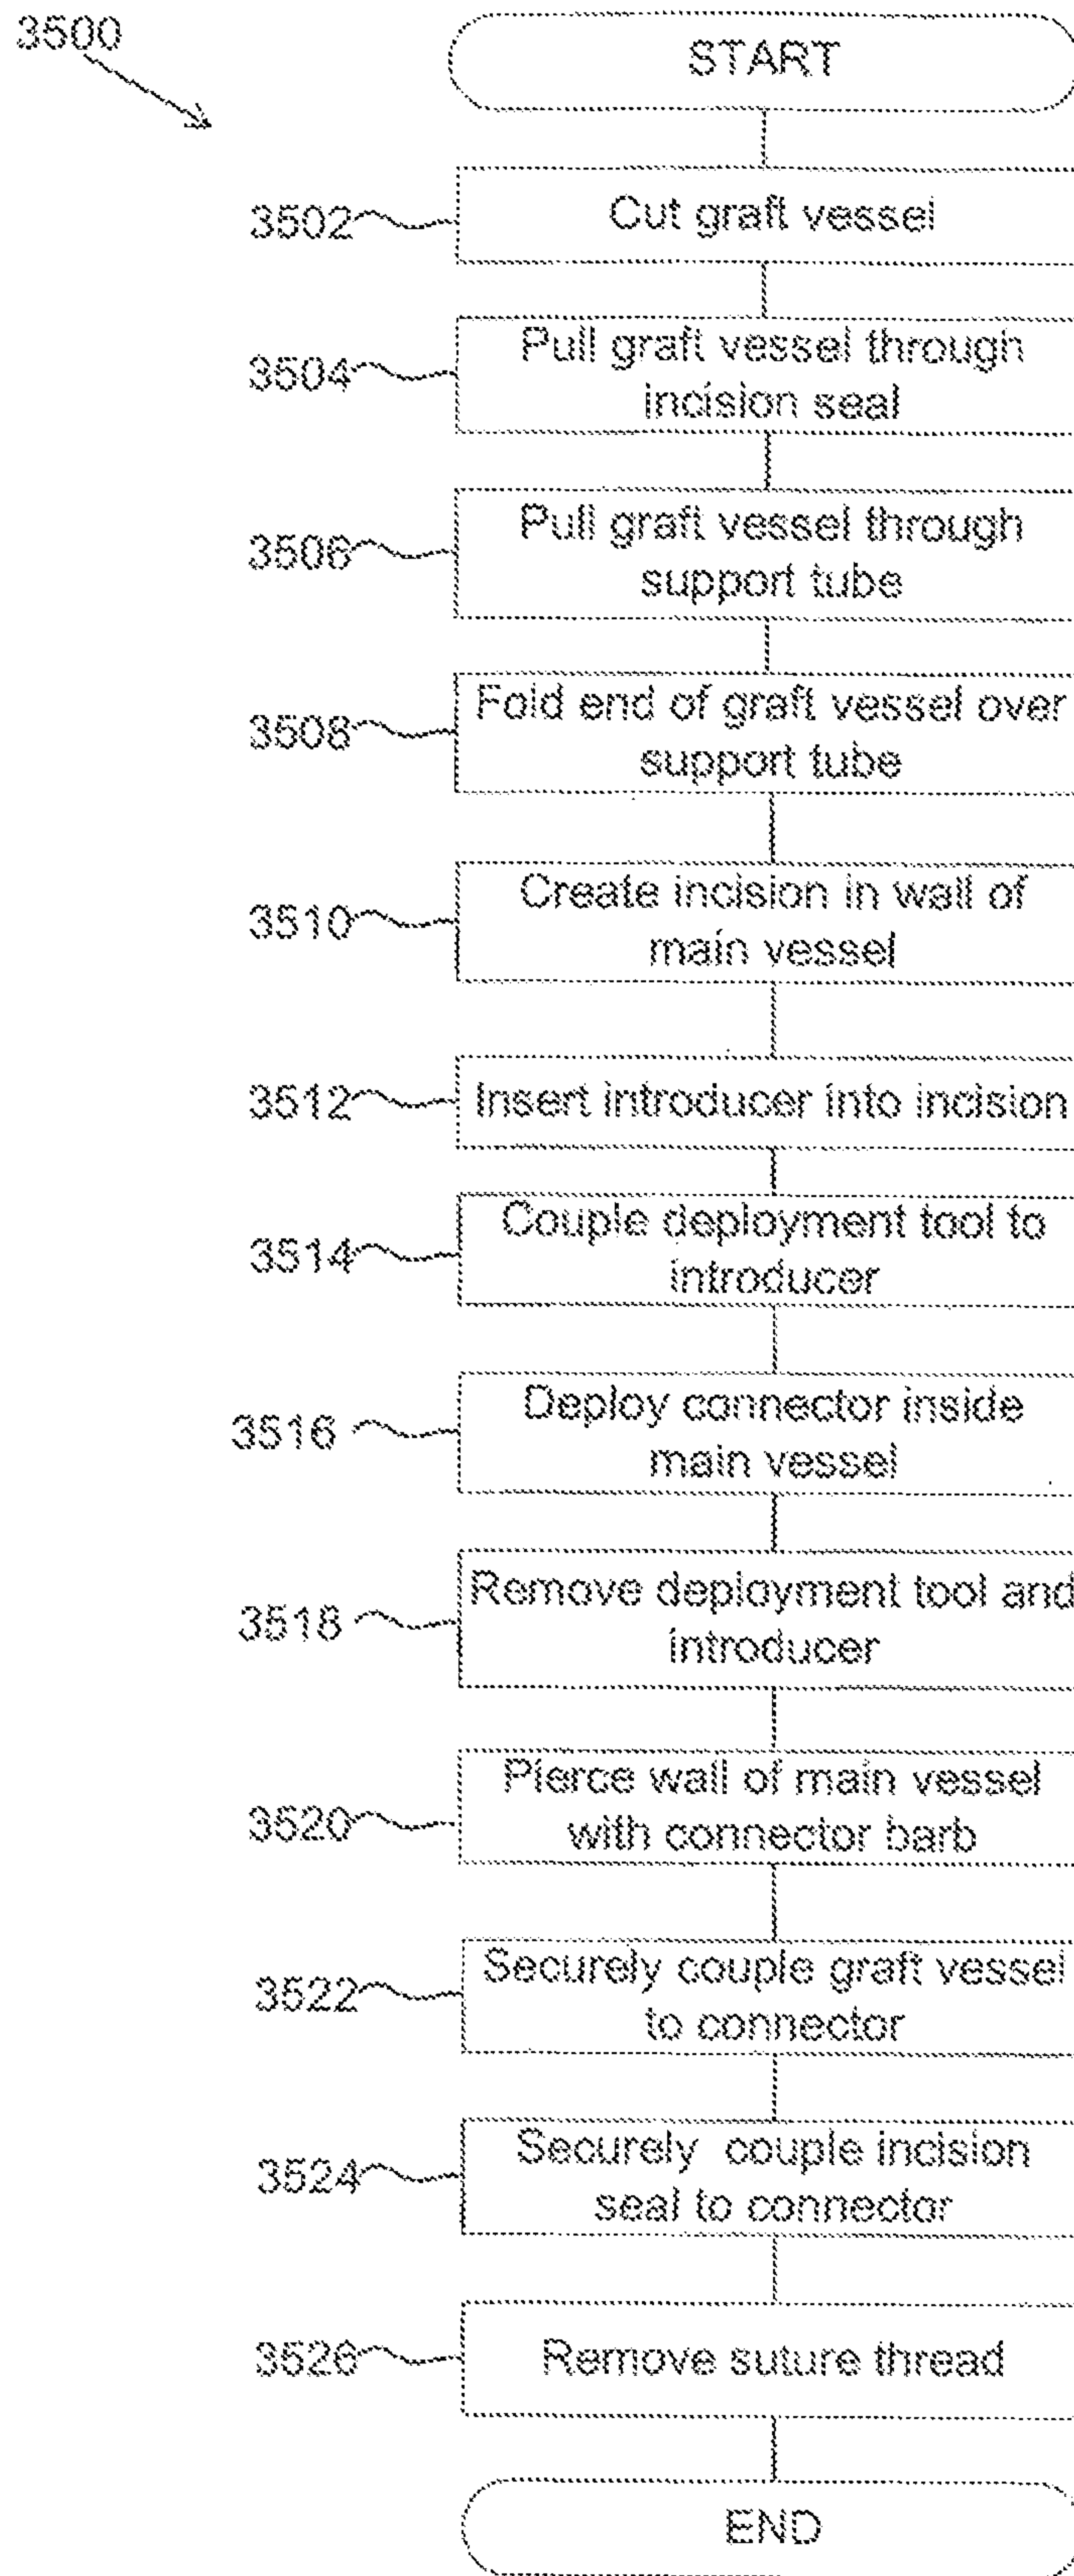 3500
START
3502
Cut graft vessel
3504
Pull graft vessel through
incision seal
3506
Pull graft vessel through
support tube
3508
Fold end of graft vessel over
support tube
3510
Create incision in wall of
main vessel
3512
Insert introducer into incision
3514
Couple deployment tool to
introducer
3516
Deploy connector inside
main vessel
3518
Remove deployment tool and
introducer
3520
Pierce wall of main vessel
with connector barb
3522
Securely couple graft vessel
to connector
3524
Securely couple incision
seal to connector
3526
Remove suture thread
END